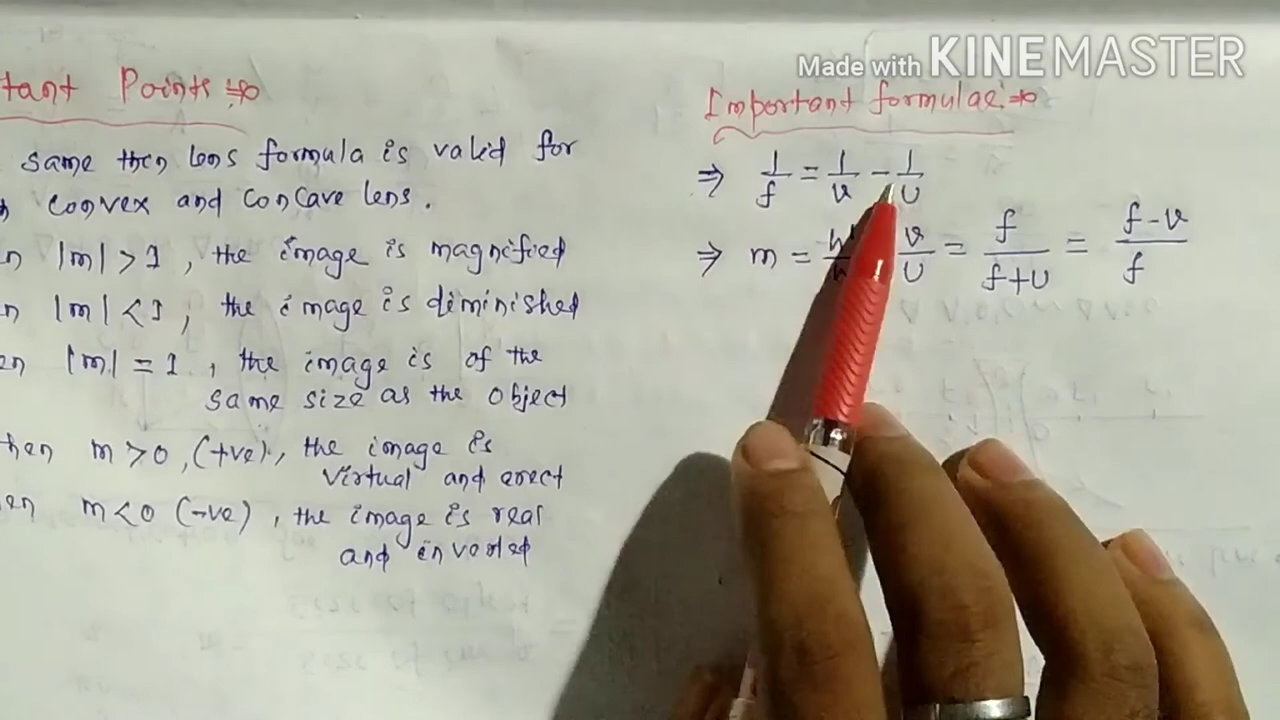 Made with KINEMASTER
tant Points ⇒
same then lens formula is valid for
convex and concave lens.
|m| > 1, the image is magnified
|m| < 1, the image is diminished
en |m| = 1, the image is of the
same size as the object
hen m > 0, (+ve), the image is
virtual and erect
en m < 0 (-ve), the image is real
and inverted
Important formulae ⇒
⇒ 1/f = 1/v - 1/u
⇒ m = h'/h v/u = f/f+u = f-v/f